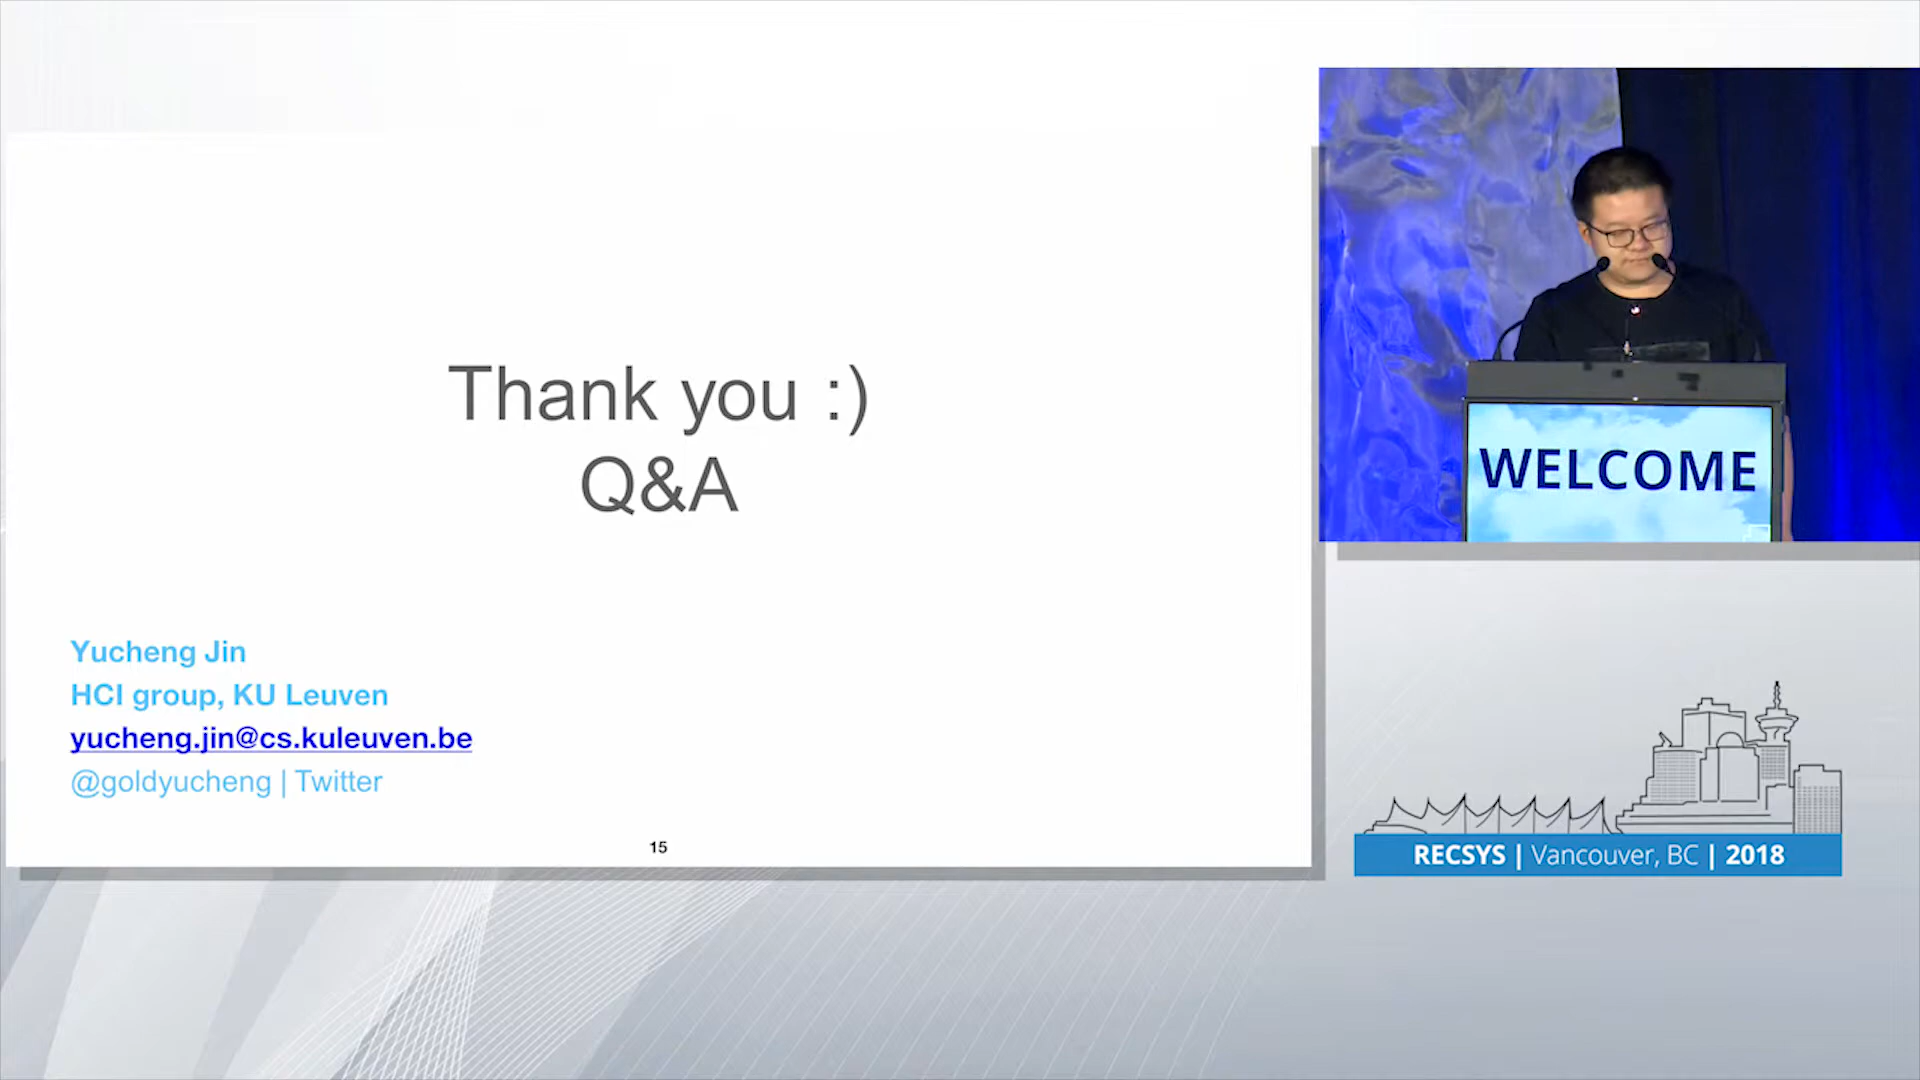 Thank you :)
Q&A
Yucheng Jin
HCI group, KU Leuven
yucheng.jin@cs.kuleuven.be
@goldyucheng | Twitter
15
WELCOME
RECSYS | Vancouver, BC | 2018